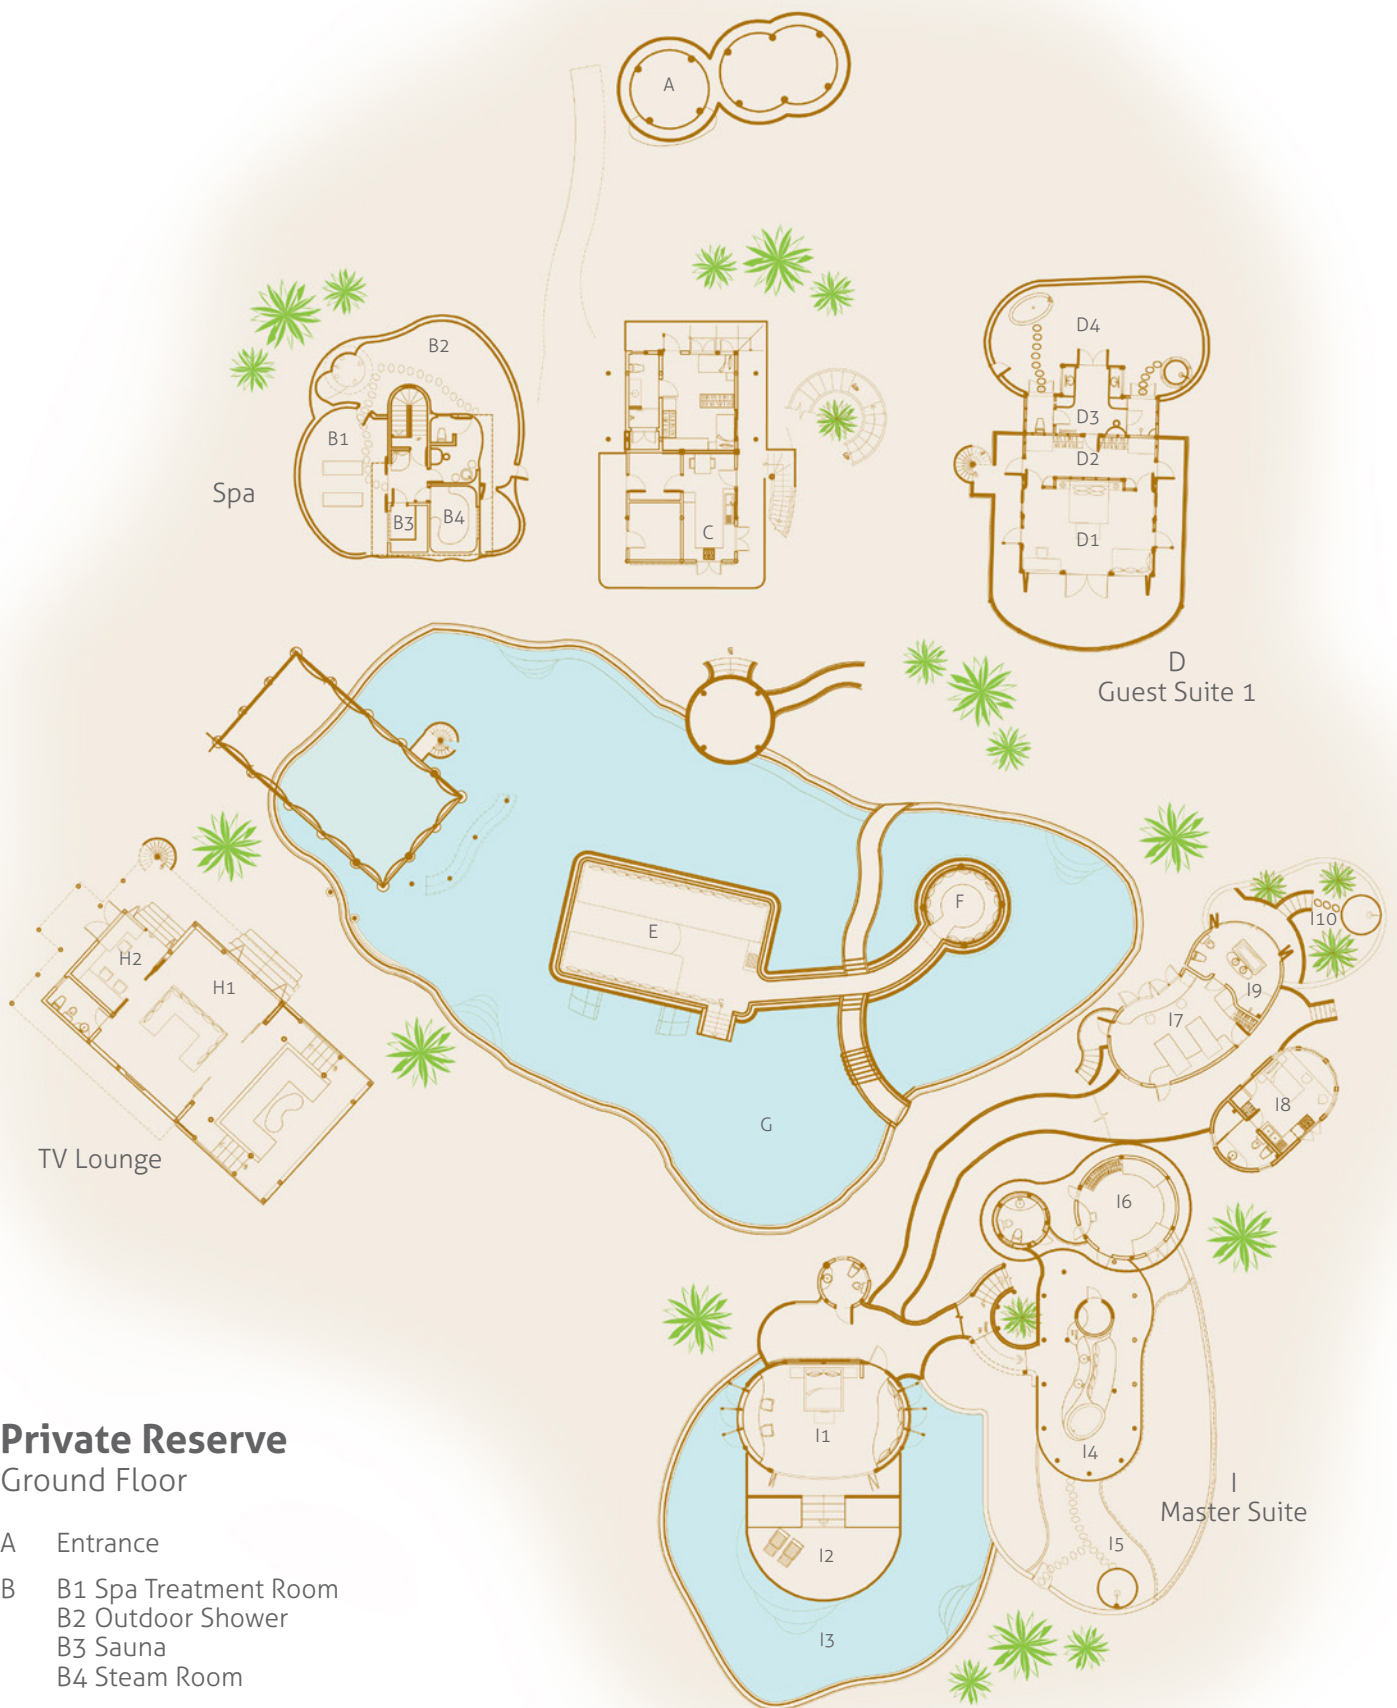 A
B2
B1
Spa
B3
B4
C
D4
D3
D2
D1
D
Guest Suite 1
E
F
G
H2
H1
TV Lounge
I10
I9
I7
I8
I6
I1
I4
I
Master Suite
I2
I5
I3
Private Reserve
Ground Floor
A Entrance
B B1 Spa Treatment Room
B2 Outdoor Shower
B3 Sauna
B4 Steam Room